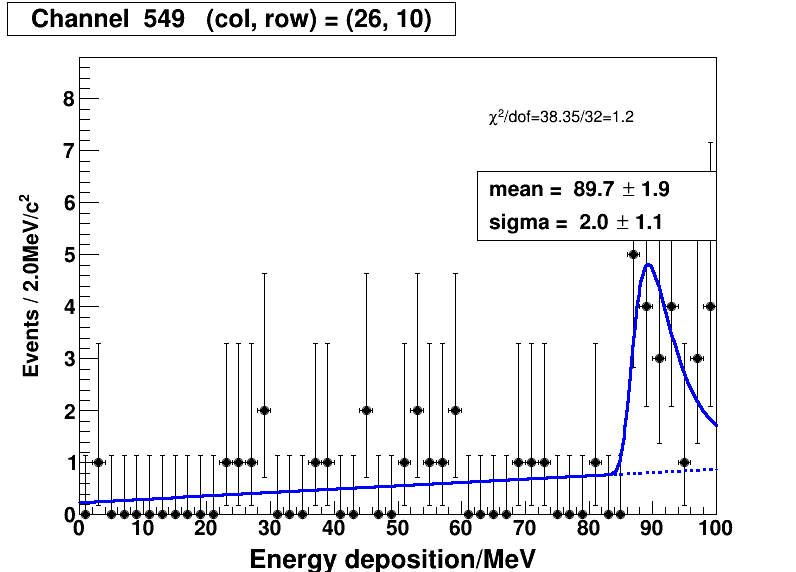 Channel 549 (col, row) = (26, 10)
χ²/dof=38.35/32=1.2
mean = 89.7 ± 1.9
sigma = 2.0 ± 1.1
Events / 2.0MeV/c²
8
7
6
5
4
3
2
1
0
0 10 20 30 40 50 60 70 80 90 100
Energy deposition/MeV